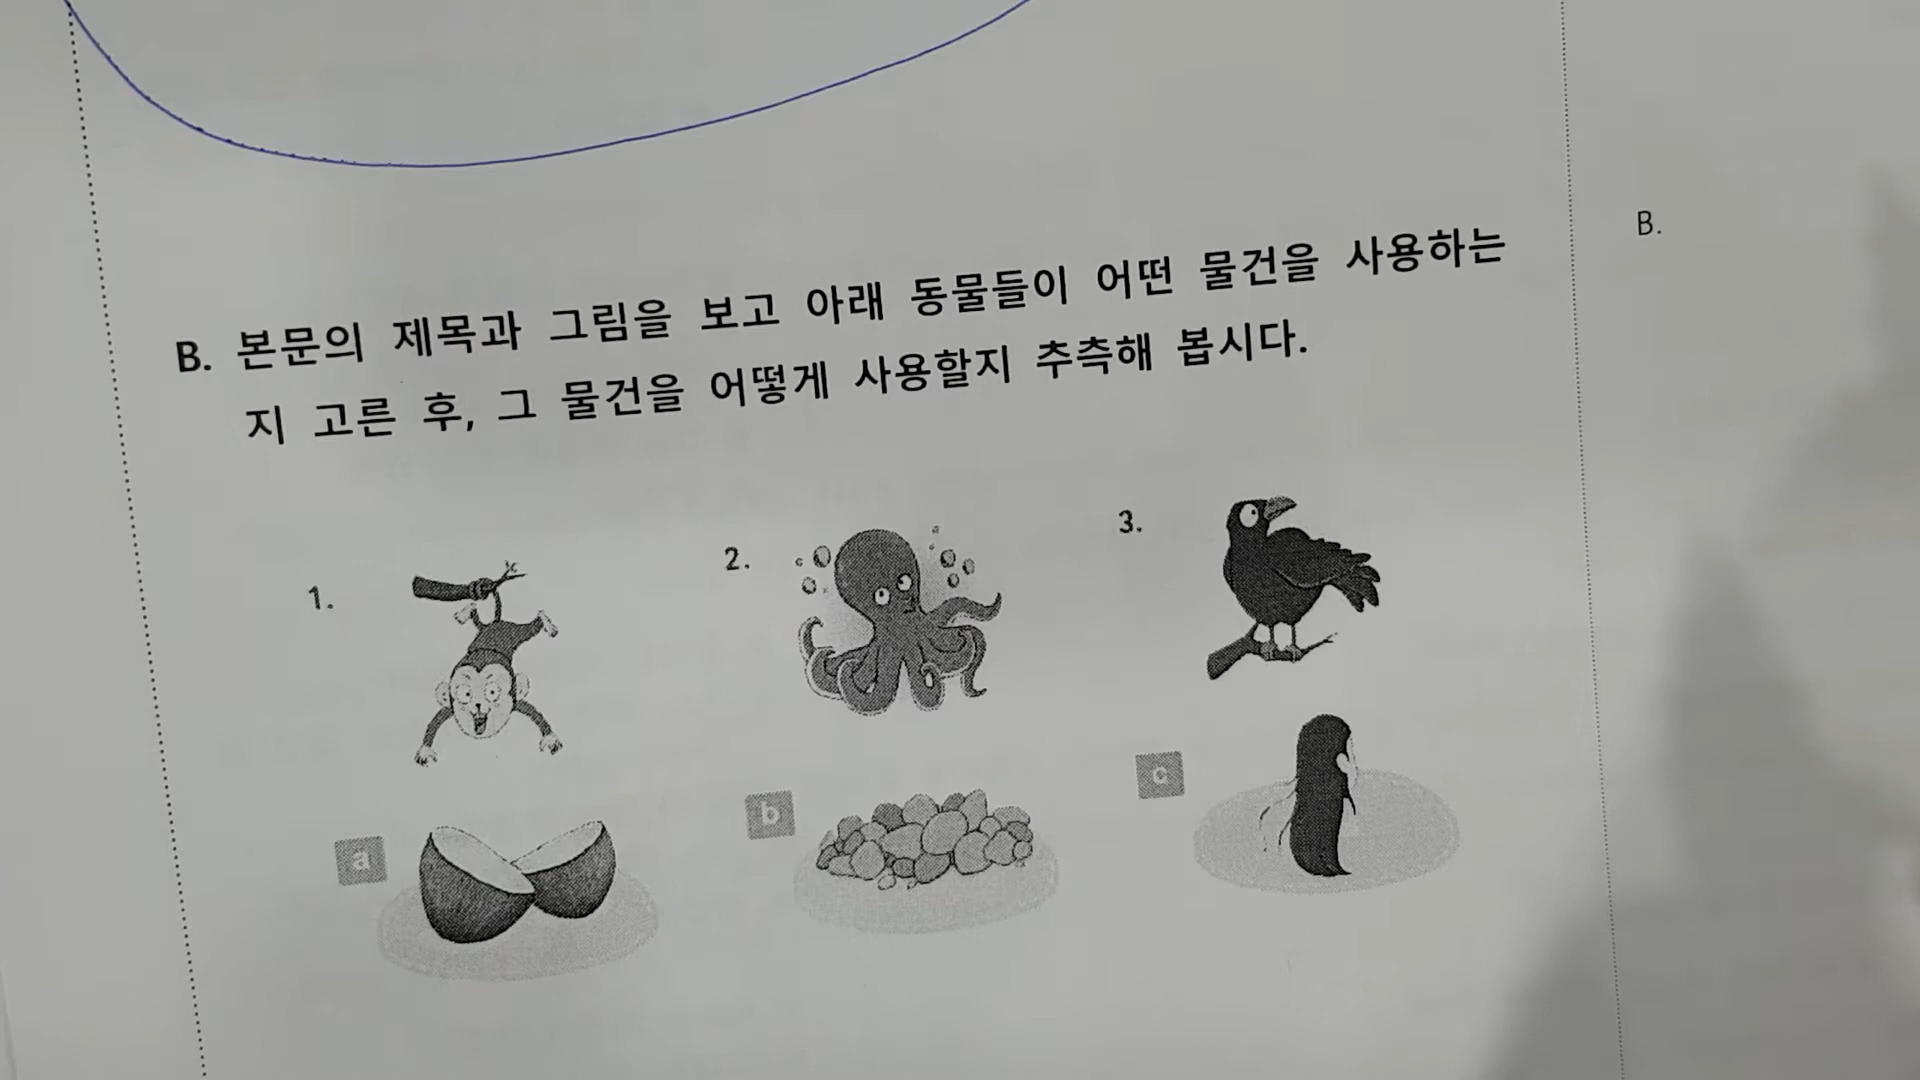 B. 본문의 제목과 그림을 보고 아래 동물들이 어떤 물건을 사용하는
지 고른 후, 그 물건을 어떻게 사용할지 추측해 봅시다.
1.
2.
3.
a
b
c
B.